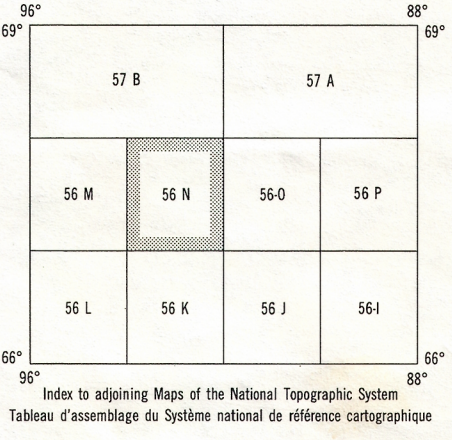 96° 88°
69° 69°
57 B 57 A
56 M 56 N 56-O 56 P
56 L 56 K 56 J 56-I
66° 66°
96° 88°
Index to adjoining Maps of the National Topographic System
Tableau d'assemblage du Système national de référence cartographique